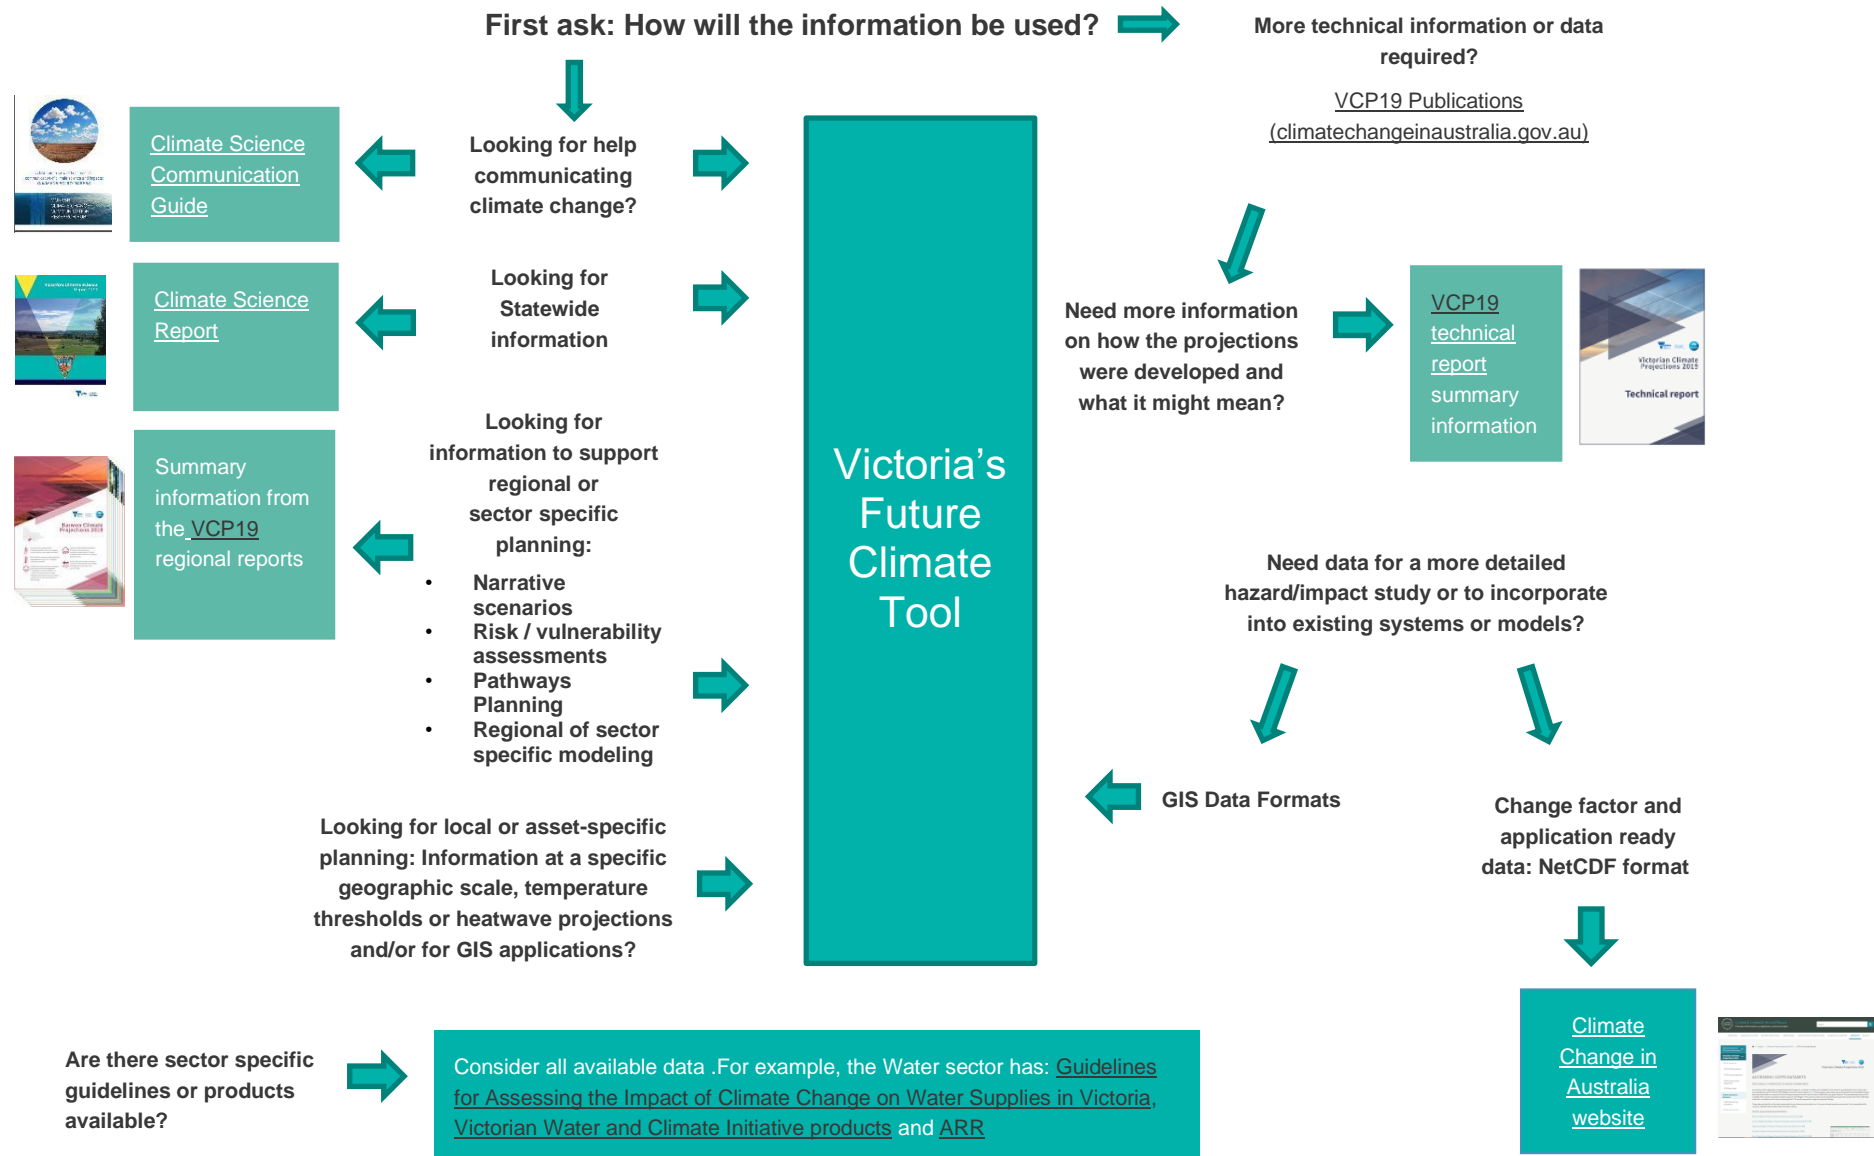 First ask: How will the information be used?
More technical information or data
required?
VCP19 Publications
(climatechangeinaustralia.gov.au)
Climate Science
Communication
Guide
Looking for help
communicating
climate change?
Climate Science
Report
Looking for
Statewide
information
Summary
information from
the VCP19
regional reports
Barwon Climate
Projections 2019
Looking for
information to support
regional or
sector specific
planning:
• Narrative
scenarios
• Risk / vulnerability
assessments
• Pathways
Planning
• Regional of sector
specific modeling
Looking for local or asset-specific
planning: Information at a specific
geographic scale, temperature
thresholds or heatwave projections
and/or for GIS applications?
Victoria's
Future
Climate
Tool
Need more information
on how the projections
were developed and
what it might mean?
VCP19
technical
report
summary
information
Victorian Climate
Projections 2019
Technical report
Need data for a more detailed
hazard/impact study or to incorporate
into existing systems or models?
GIS Data Formats
Change factor and
application ready
data: NetCDF format
Climate
Change in
Australia
website
Are there sector specific
guidelines or products
available?
Consider all available data .For example, the Water sector has: Guidelines
for Assessing the Impact of Climate Change on Water Supplies in Victoria,
Victorian Water and Climate Initiative products and ARR